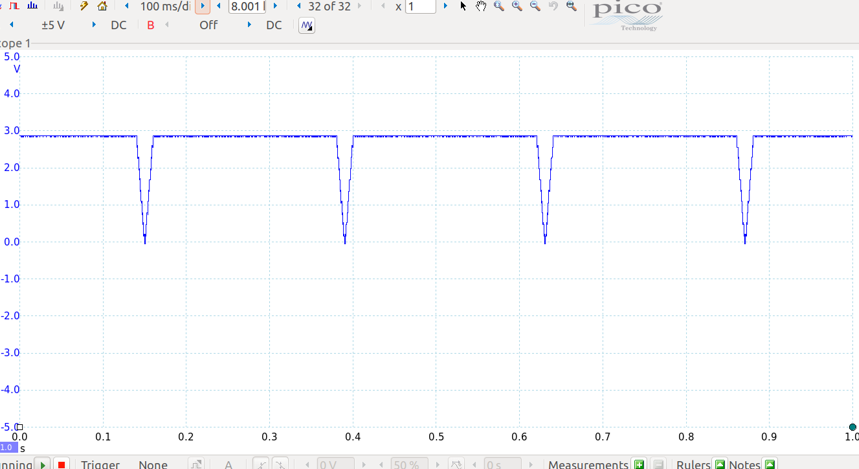 100 ms/di
8.001
32 of 32
x 1
pico
Technology
±5 V
DC
B
Off
DC
ope 1
5.0
V
4.0
3.0
2.0
1.0
0.0
-1.0
-2.0
-3.0
-4.0
-5.0
0.0 0.1 0.2 0.3 0.4 0.5 0.6 0.7 0.8 0.9 1.0
1.0 s
nning Trigger None A 0 V 50 % 0 s Measurements Rulers Notes